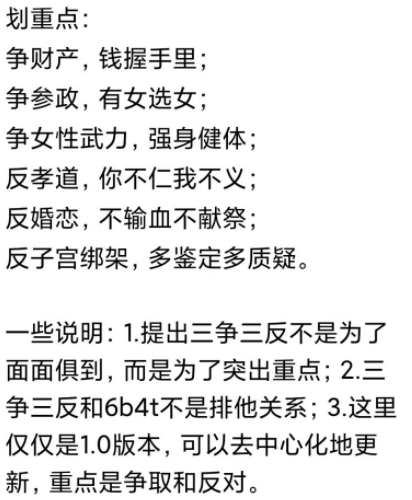 划重点：
争财产，钱握手里；
争参政，有女选女；
争女性武力，强身健体；
反孝道，你不仁我不义；
反婚恋，不输血不献祭；
反子宫绑架，多鉴定多质疑。
一些说明：1.提出三争三反不是为了
面面俱到，而是为了突出重点；2.三
争三反和6b4t不是排他关系；3.这里
仅仅是1.0版本，可以去中心化地更
新，重点是争取和反对。